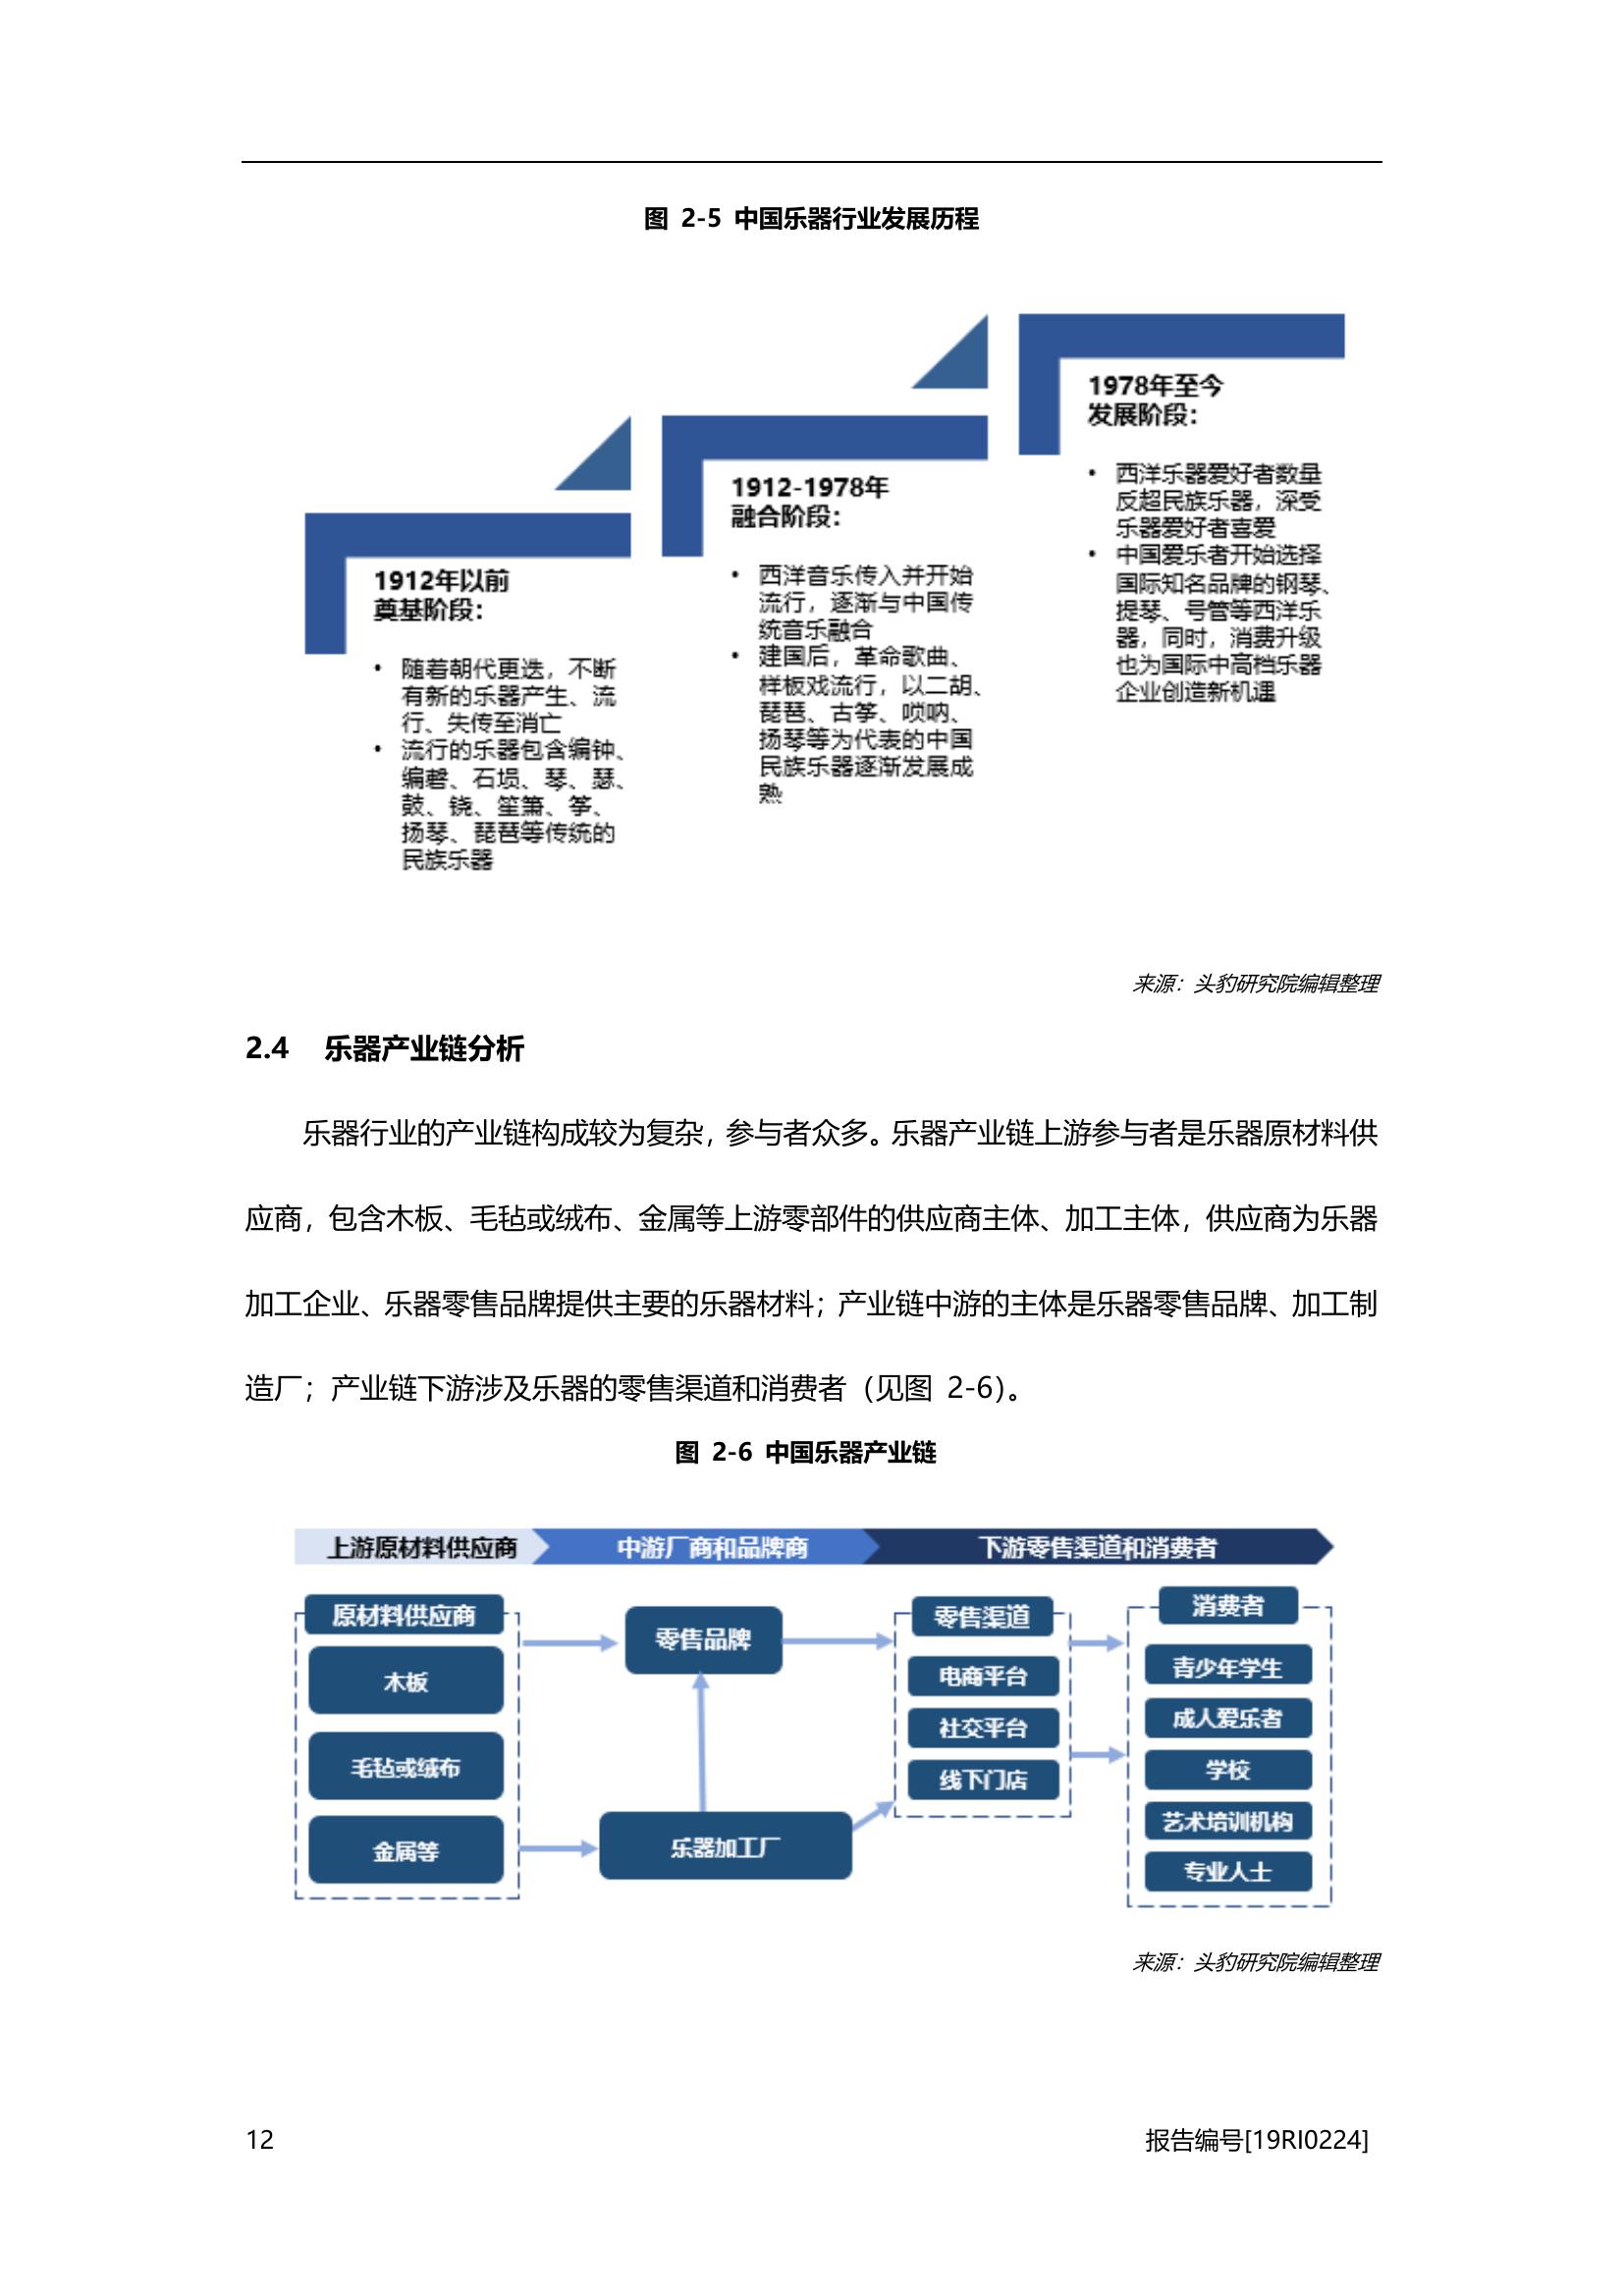 图 2-5 中国乐器行业发展历程
1912年以前
奠基阶段：
• 随着朝代更迭，不断
有新的乐器产生、流
行、失传至消亡
• 流行的乐器包含编钟、
编磬、石埙、琴、瑟、
鼓、铙、笙箫、筝、
扬琴、琵琶等传统的
民族乐器
1912-1978年
融合阶段：
• 西洋音乐传入并开始
流行，逐渐与中国传
统音乐融合
• 建国后，革命歌曲、
样板戏流行，以二胡、
琵琶、古筝、唢呐、
扬琴等为代表的中国
民族乐器逐渐发展成
熟
1978年至今
发展阶段：
• 西洋乐器爱好者数量
反超民族乐器，深受
乐器爱好者喜爱
• 中国爱乐者开始选择
国际知名品牌的钢琴、
提琴、号管等西洋乐
器，同时，消费升级
也为国际中高档乐器
企业创造新机遇
来源：头豹研究院编辑整理
2.4 乐器产业链分析
乐器行业的产业链构成较为复杂，参与者众多。乐器产业链上游参与者是乐器原材料供
应商，包含木板、毛毡或绒布、金属等上游零部件的供应商主体、加工主体，供应商为乐器
加工企业、乐器零售品牌提供主要的乐器材料；产业链中游的主体是乐器零售品牌、加工制
造厂；产业链下游涉及乐器的零售渠道和消费者（见图 2-6）。
图 2-6 中国乐器产业链
上游原材料供应商
中游厂商和品牌商
下游零售渠道和消费者
原材料供应商
木板
毛毡或绒布
金属等
零售品牌
乐器加工厂
零售渠道
电商平台
社交平台
线下门店
消费者
青少年学生
成人爱乐者
学校
艺术培训机构
专业人士
来源：头豹研究院编辑整理
12
报告编号[19RI0224]